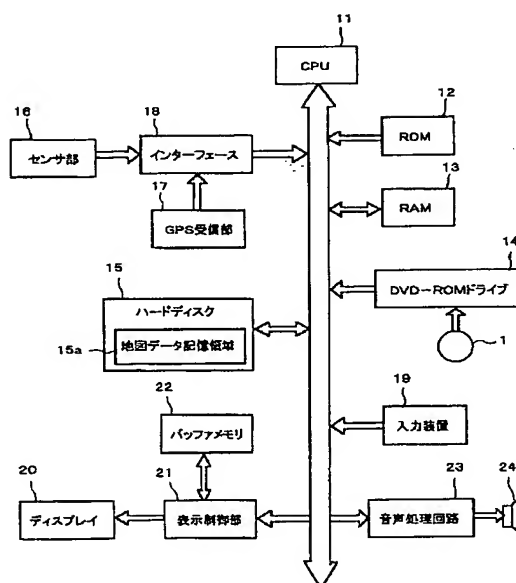 11
CPU
16
18
12
センサ部
インターフェース
ROM
17
13
GPS受信部
RAM
14
15
DVD-ROMドライブ
ハードディスク
15a
地図データ記憶領域
1
22
19
バッファメモリ
入力装置
20
21
23
24
ディスプレイ
表示制御部
音声処理回路